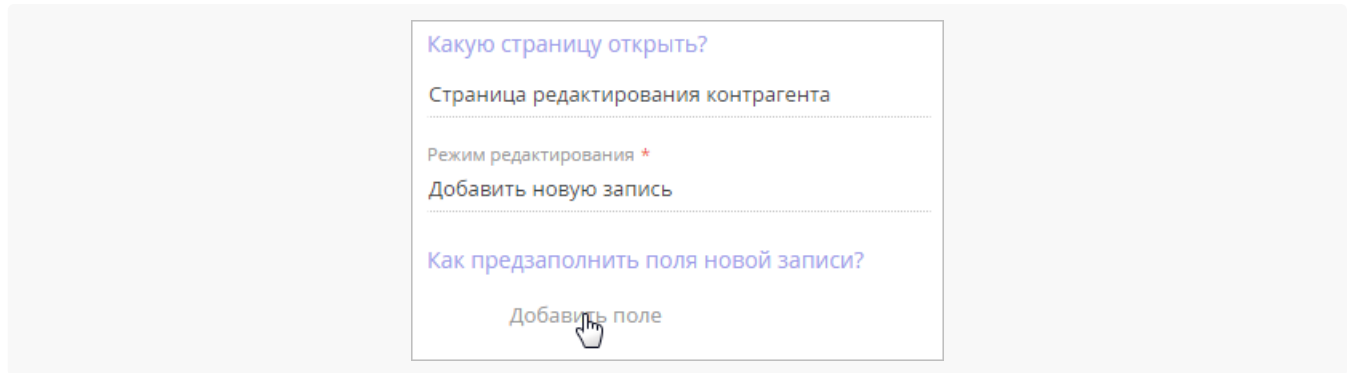 Какую страницу открыть?
Страница редактирования контрагента
Режим редактирования *
Добавить новую запись
Как предзаполнить поля новой записи?
Добавить поле